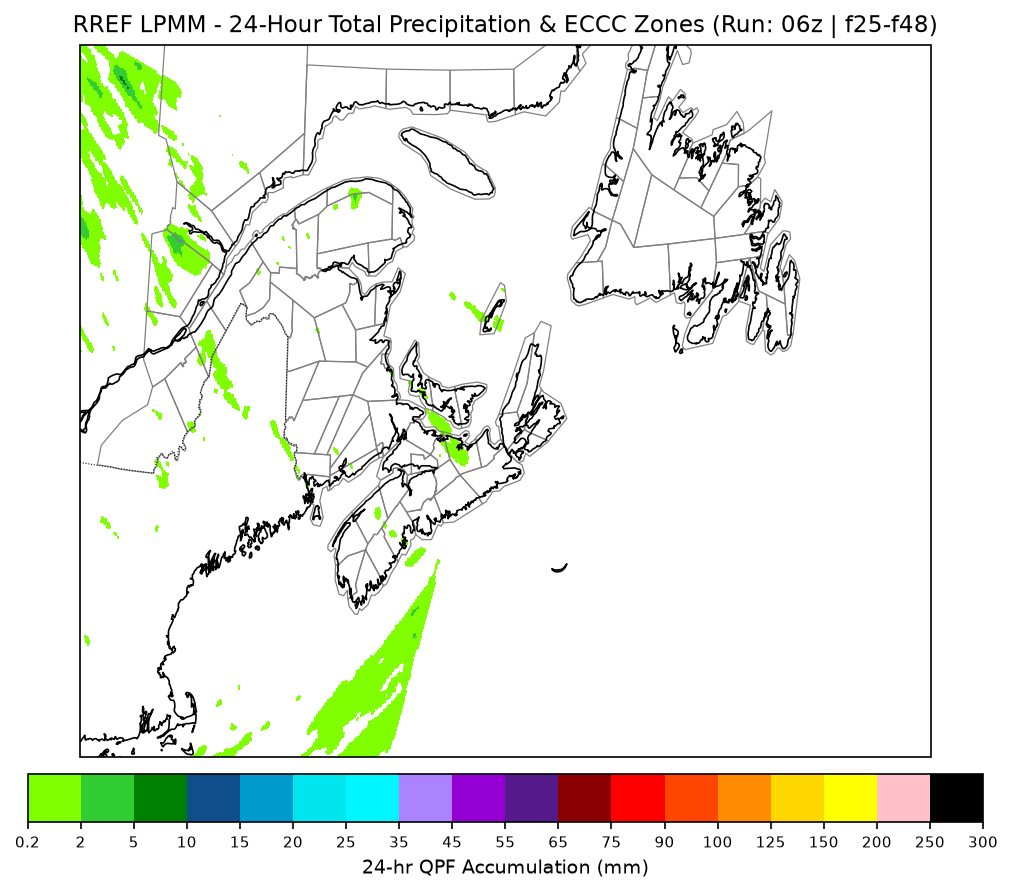 RREF LPMM - 24-Hour Total Precipitation & ECCC Zones (Run: 06z | f25-f48)
0.2 2 5 10 15 20 25 35 45 55 65 75 90 100 125 150 200 250 300
24-hr QPF Accumulation (mm)